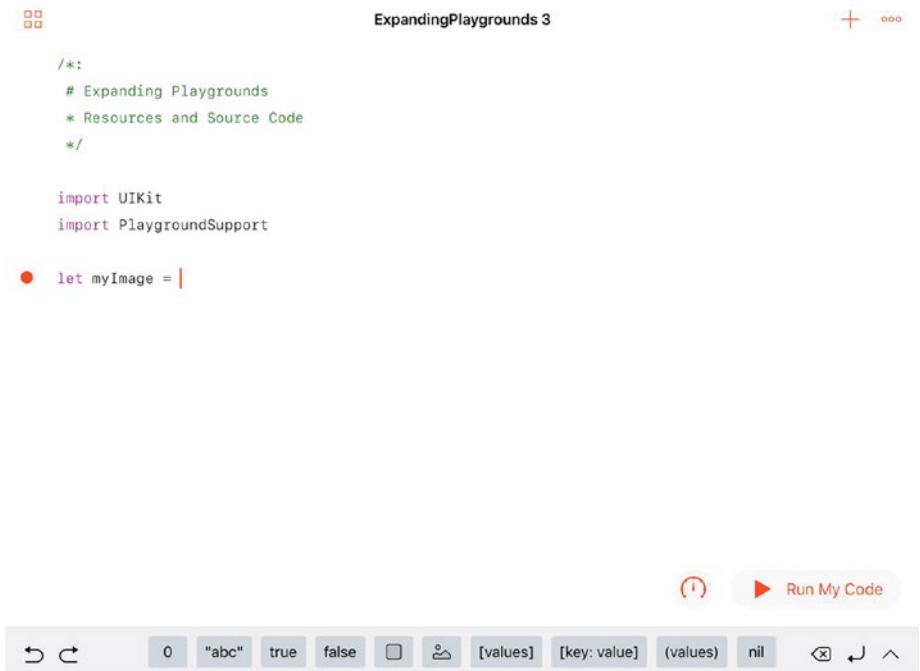 ExpandingPlaygrounds 3
/*:
# Expanding Playgrounds
* Resources and Source Code
*/
import UIKit
import PlaygroundSupport
let myImage =
Run My Code
0 "abc" true false [values] [key: value] (values) nil